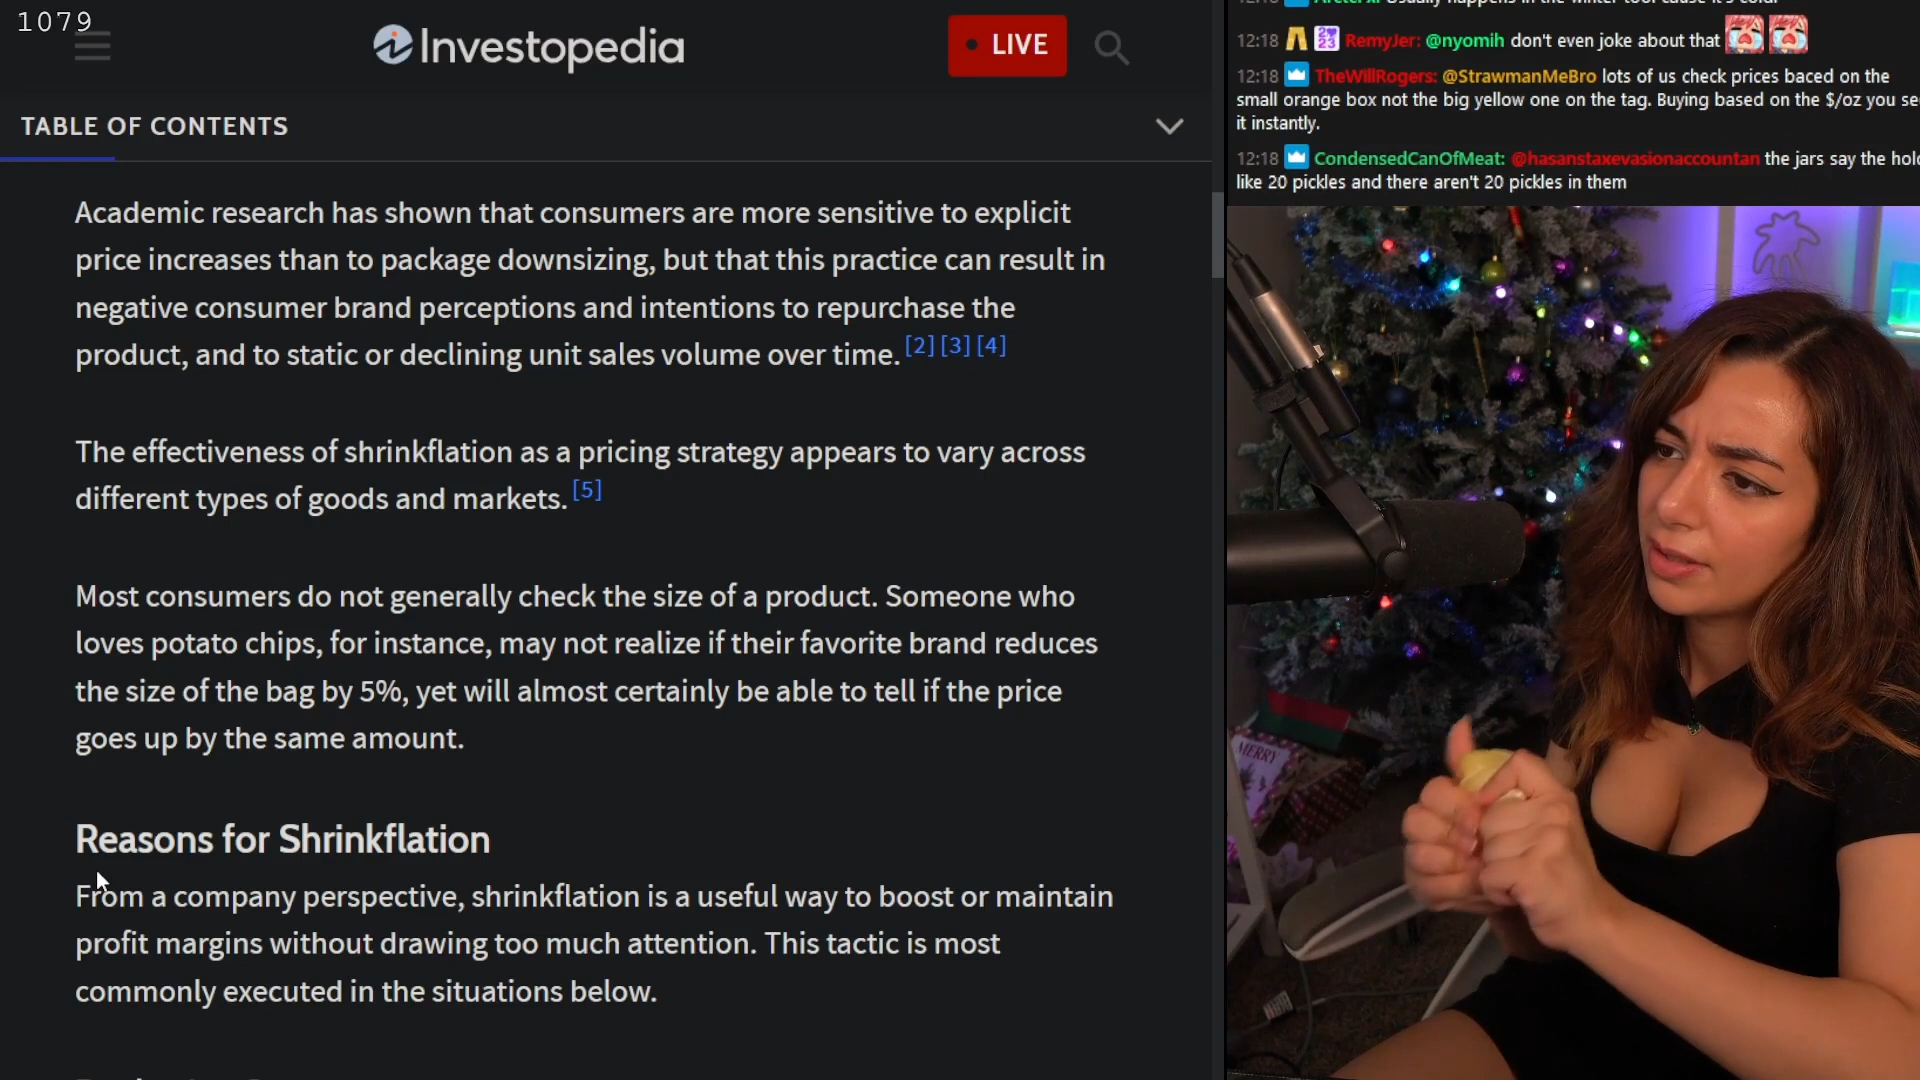 1079
Investopedia
LIVE
TABLE OF CONTENTS
Academic research has shown that consumers are more sensitive to explicit
price increases than to package downsizing, but that this practice can result in
negative consumer brand perceptions and intentions to repurchase the
product, and to static or declining unit sales volume over time. [2] [3] [4]
The effectiveness of shrinkflation as a pricing strategy appears to vary across
different types of goods and markets. [5]
Most consumers do not generally check the size of a product. Someone who
loves potato chips, for instance, may not realize if their favorite brand reduces
the size of the bag by 5%, yet will almost certainly be able to tell if the price
goes up by the same amount.
Reasons for Shrinkflation
From a company perspective, shrinkflation is a useful way to boost or maintain
profit margins without drawing too much attention. This tactic is most
commonly executed in the situations below.
12:18 RemyJer: @nyomih don't even joke about that
12:18 TheWillRogers: @StrawmanMeBro lots of us check prices baced on the
small orange box not the big yellow one on the tag. Buying based on the $/oz you se
it instantly.
12:18 CondensedCanOfMeat: @hasanstaxevasionaccountan the jars say the hol
like 20 pickles and there aren't 20 pickles in them
MERRY